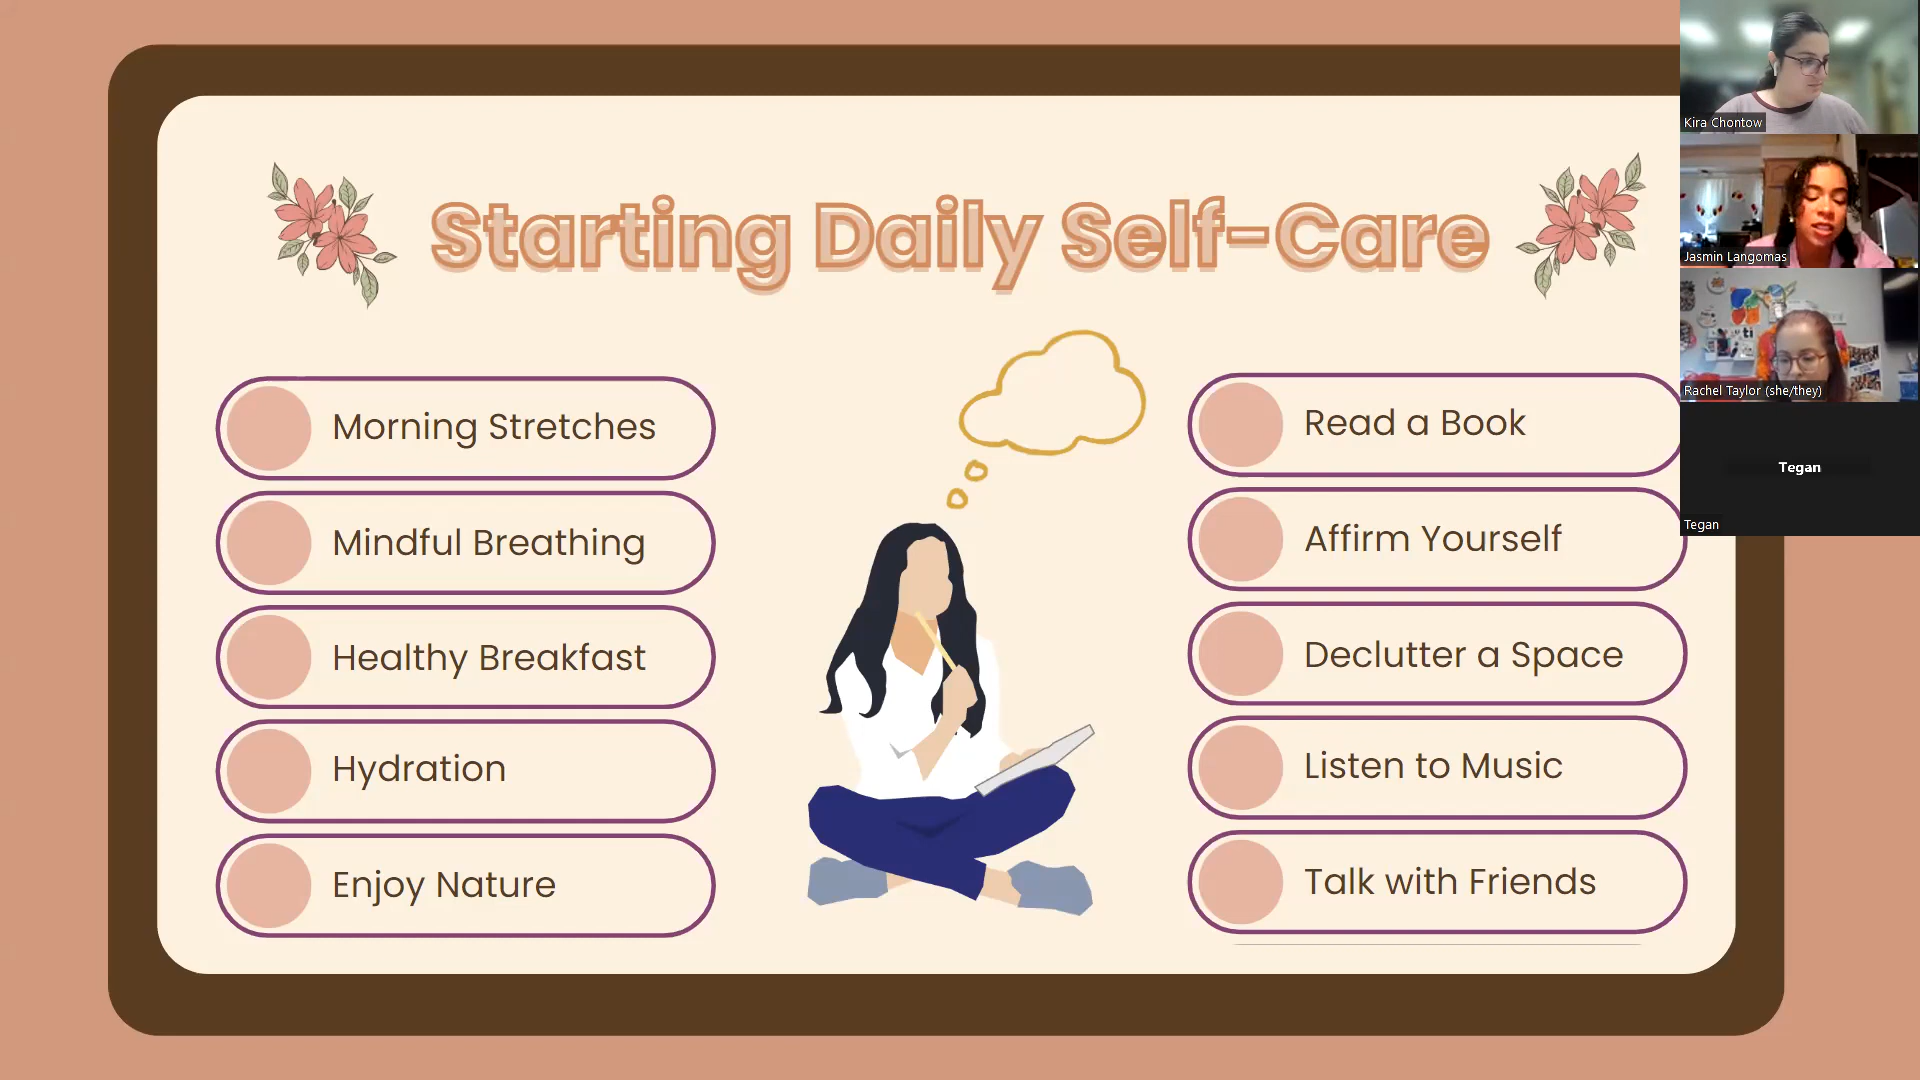 Starting Daily Self-Care
Morning Stretches
Mindful Breathing
Healthy Breakfast
Hydration
Enjoy Nature
Read a Book
Affirm Yourself
Declutter a Space
Listen to Music
Talk with Friends
Kira Chontow
Jasmin Langomas
Rachel Taylor (she/they)
Tegan
Tegan